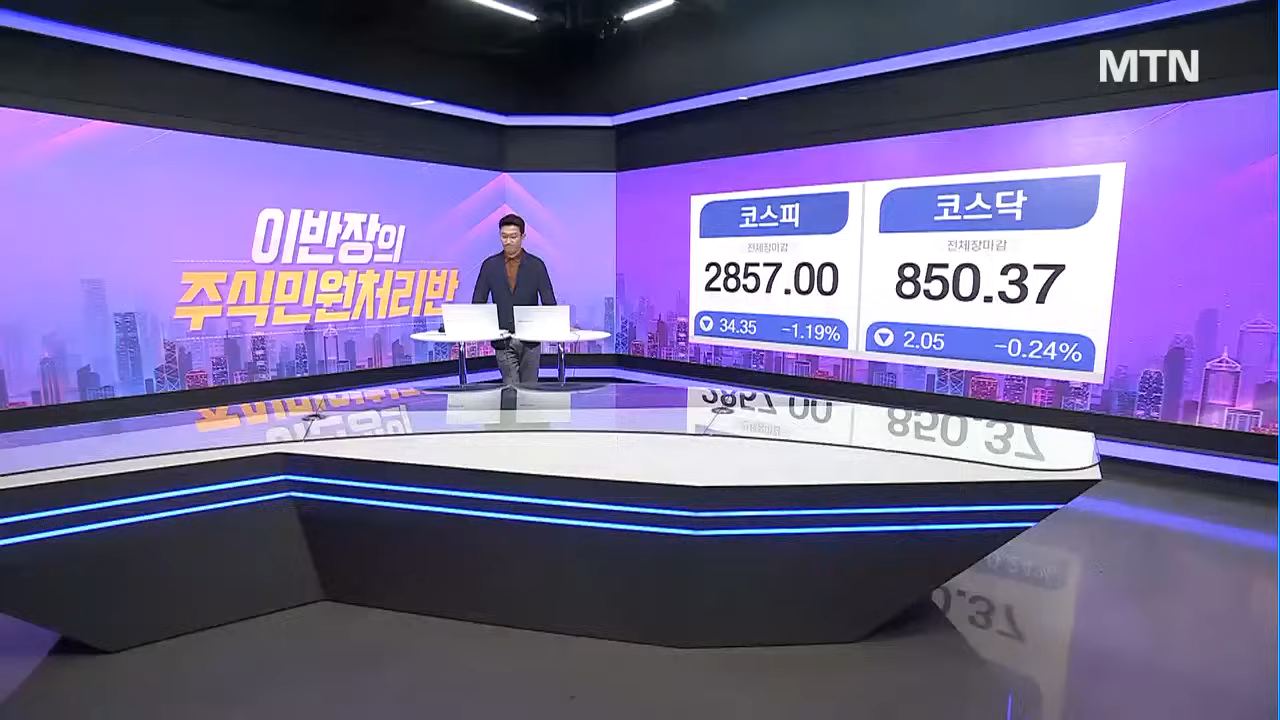 MTN
이반장의
주식민원처리반
코스피
전체장마감
2857.00
▼ 34.35 -1.19%
코스닥
전체장마감
850.37
▼ 2.05 -0.24%